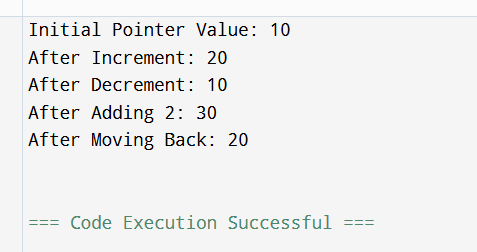 Initial Pointer Value: 10
After Increment: 20
After Decrement: 10
After Adding 2: 30
After Moving Back: 20
=== Code Execution Successful ===